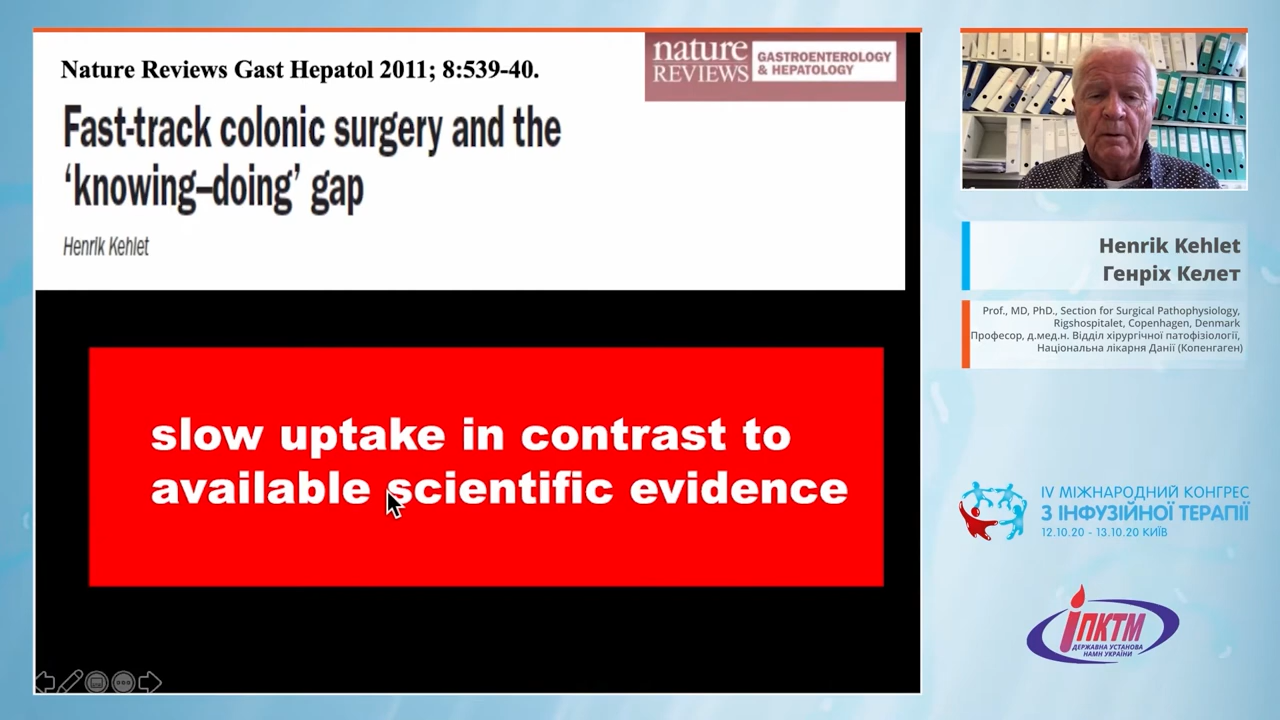 Nature Reviews Gast Hepatol 2011; 8:539-40.
nature
REVIEWS
GASTROENTEROLOGY
& HEPATOLOGY
Fast-track colonic surgery and the
‘knowing–doing’ gap
Henrik Kehlet
slow uptake in contrast to
available scientific evidence
Henrik Kehlet
Генріх Келет
Prof., MD, PhD., Section for Surgical Pathophysiology,
Rigshospitalet, Copenhagen, Denmark
Професор, д.мед.н. Відділ хірургічної патофізіології,
Національна лікарня Данії (Копенгаген)
IV МІЖНАРОДНИЙ КОНГРЕС
З ІНФУЗІЙНОЇ ТЕРАПІЇ
12.10.20 - 13.10.20 КИЇВ
ІПКТМ
ДЕРЖАВНА УСТАНОВА
НАМН УКРАЇНИ